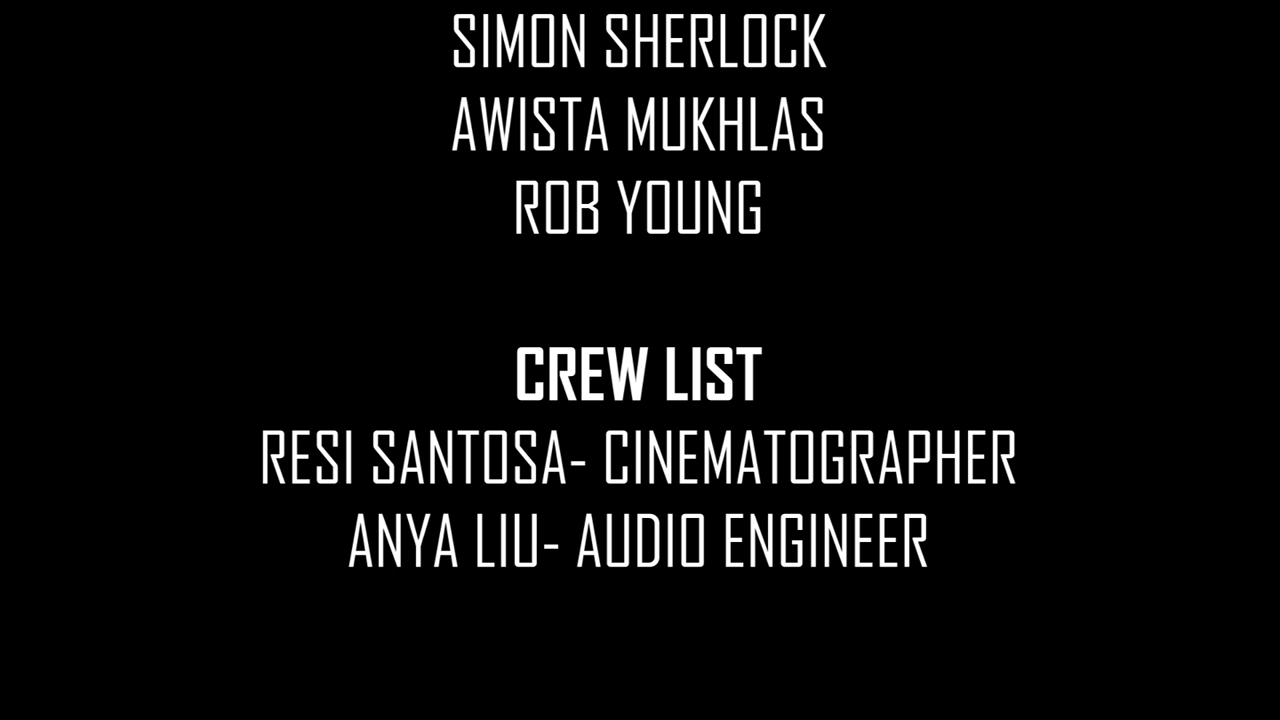 SIMON SHERLOCK
AWISTA MUKHLAS
ROB YOUNG
CREW LIST
RESI SANTOSA- CINEMATOGRAPHER
ANYA LIU- AUDIO ENGINEER